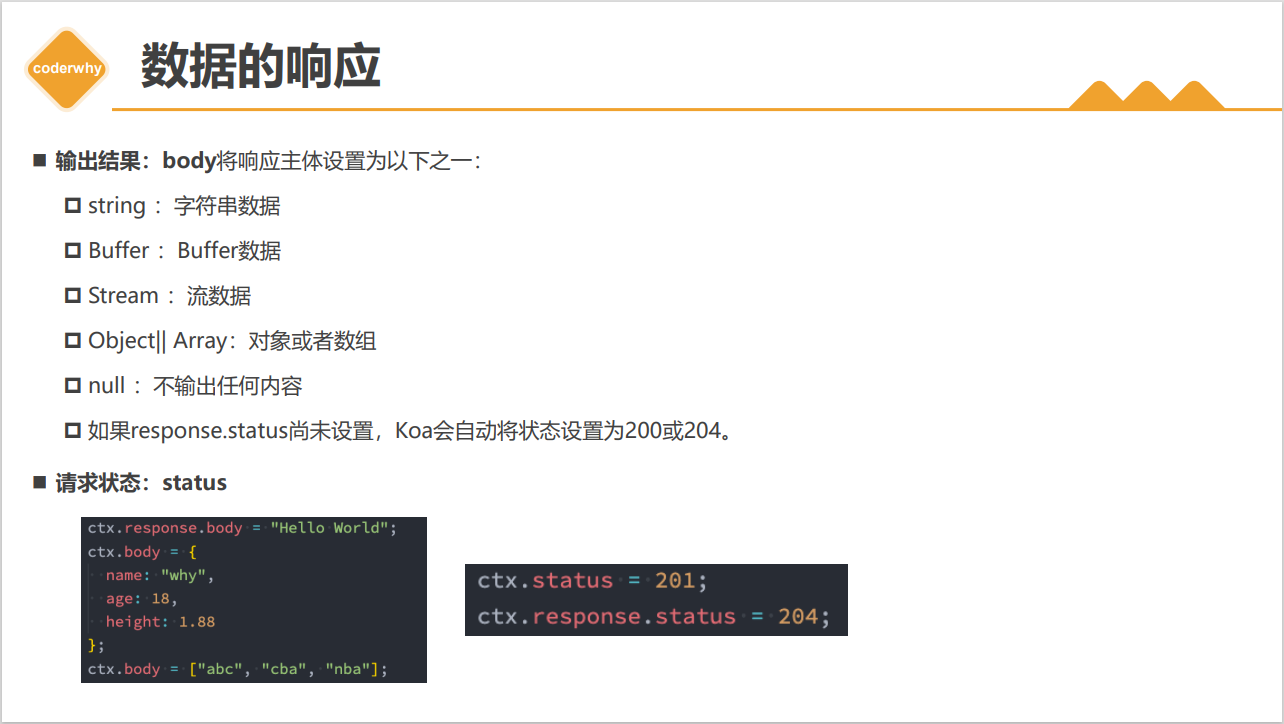 coderwhy
数据的响应
输出结果：body将响应主体设置为以下之一：
string ：字符串数据
Buffer ：Buffer数据
Stream ：流数据
Object|| Array：对象或者数组
null ：不输出任何内容
如果response.status尚未设置，Koa会自动将状态设置为200或204。
请求状态：status
ctx.response.body = "Hello World";
ctx.body = {
  name: "why",
  age: 18,
  height: 1.88
};
ctx.body = ["abc", "cba", "nba"];
ctx.status = 201;
ctx.response.status = 204;